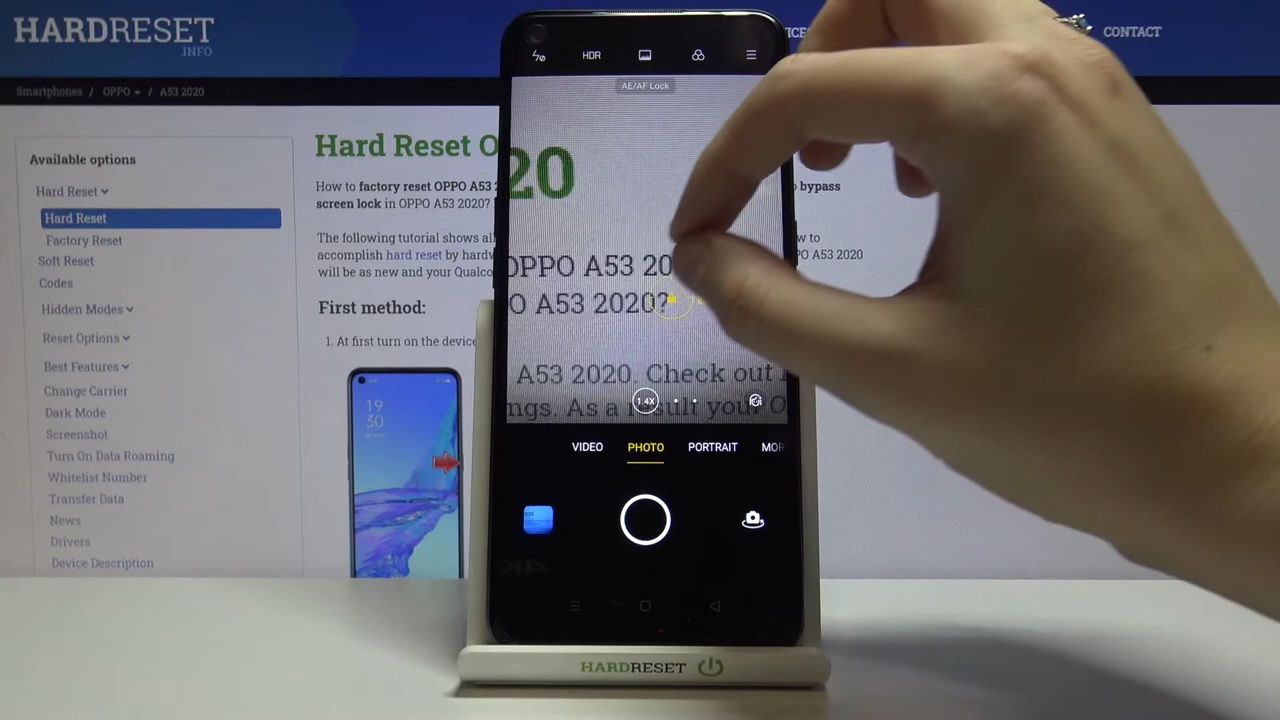 HARDRESET
.INFO
CONTACT
Smartphones / OPPO / A53 2020
Available options
Hard Reset
Hard Reset
Factory Reset
Soft Reset
Codes
Hidden Modes
Reset Options
Best Features
Change Carrier
Dark Mode
Screenshot
Turn On Data Roaming
Whitelist Number
Transfer Data
News
Drivers
Device Description
Hard Reset O
How to factory reset OPPO A53
bypass
screen lock in OPPO A53 2020?
The following tutorial shows all
w to
accomplish hard reset by hardw
O A53 2020
will be as new and your Qualco
First method:
1. At first turn on the device
19
30
HDR
AE/AF Lock
20
OPPO A53 20
O A53 2020?
A53 2020. Check out
ngs. As a result your O
1.4X
VIDEO
PHOTO
PORTRAIT
MOR
4K
HARDRESET